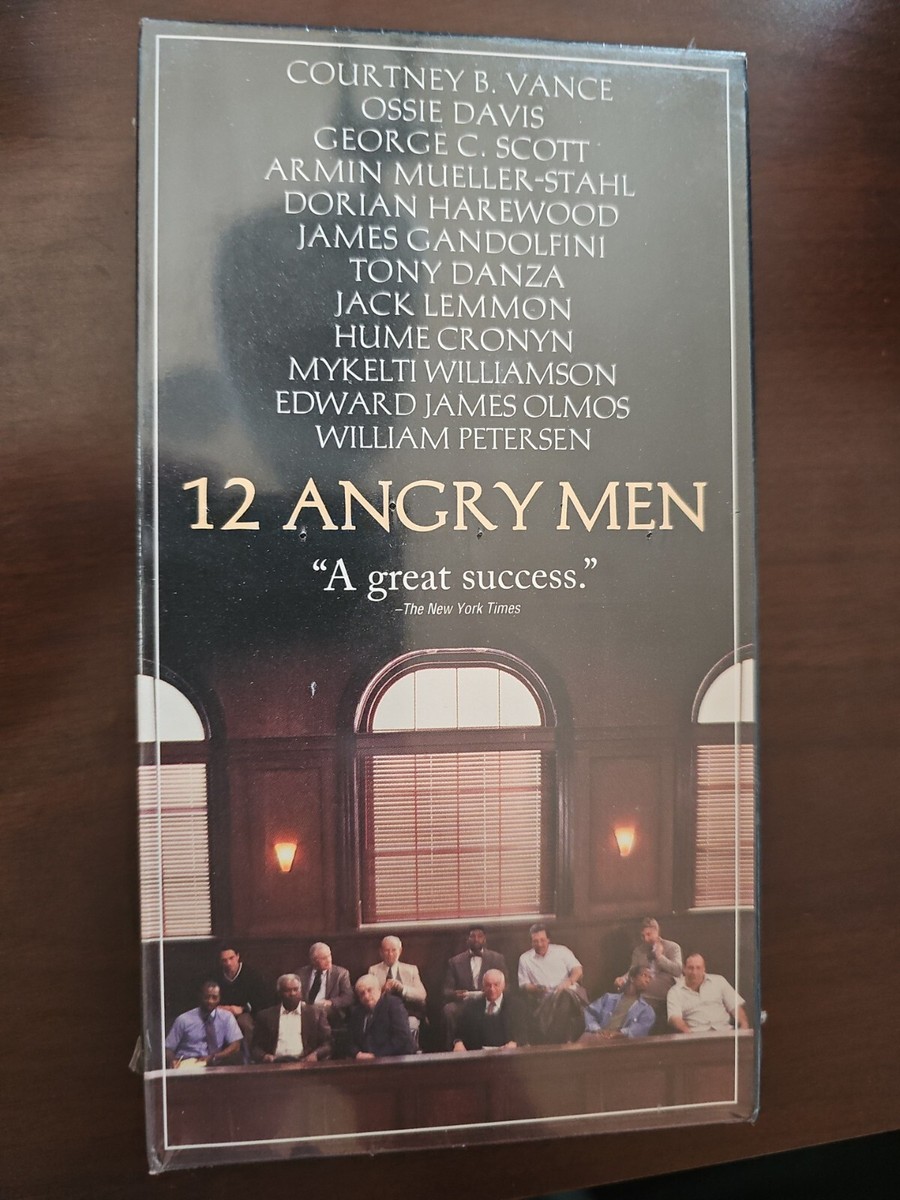 COURTNEY B. VANCE
OSSIE DAVIS
GEORGE C. SCOTT
ARMIN MUELLER-STAHL
DORIAN HAREWOOD
JAMES GANDOLFINI
TONY DANZA
JACK LEMMON
HUME CRONYN
MYKELTI WILLIAMSON
EDWARD JAMES OLMOS
WILLIAM PETERSEN
12 ANGRY MEN
“A great success.”
–The New York Times